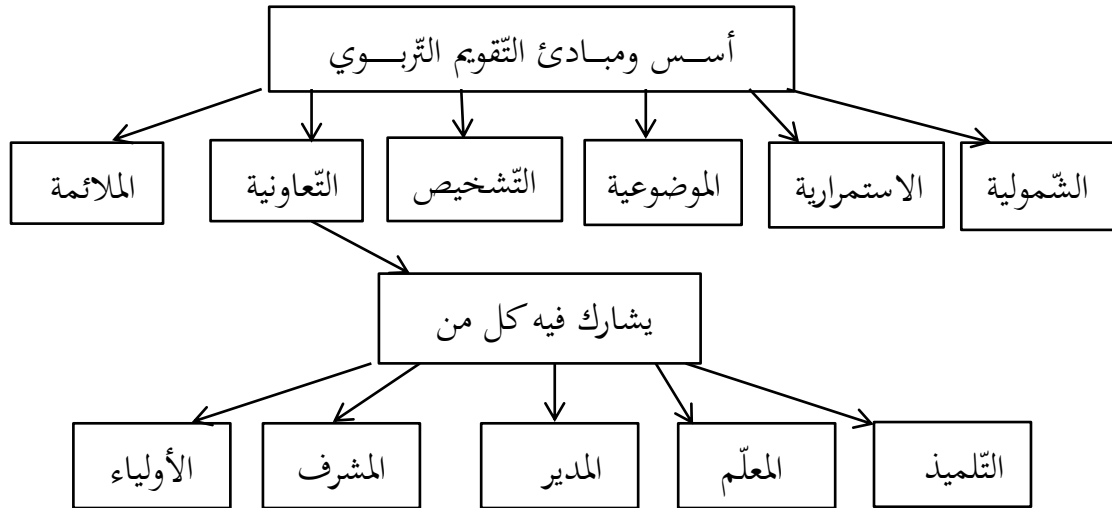 أسس ومبادئ التّقويم التّربوي
الشّمولية
الاستمرارية
الموضوعية
التّشخيص
التّعاونية
الملائمة
يشارك فيه كل من
التّلميذ
المعلّم
المدير
المشرف
الأولياء